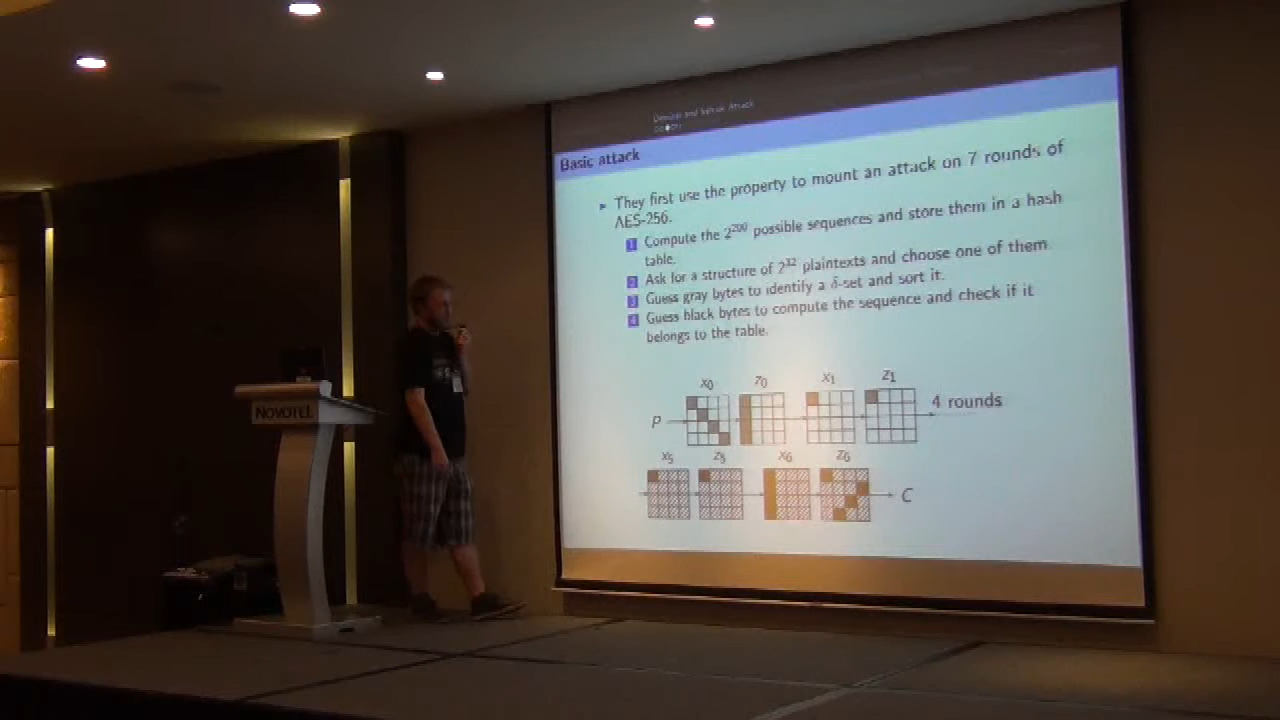 Demirci and Selçuk Attack
Basic attack
► They first use the property to mount an attack on 7 rounds of
AES-256.
1 Compute the 2^200 possible sequences and store them in a hash
table.
2 Ask for a structure of 2^32 plaintexts and choose one of them
3 Guess gray bytes to identify a δ-set and sort it.
4 Guess black bytes to compute the sequence and check if it
belongs to the table.
x0 z0 x1 z1
P 4 rounds
x5 z5 x6 z6
C
NOVOTEL